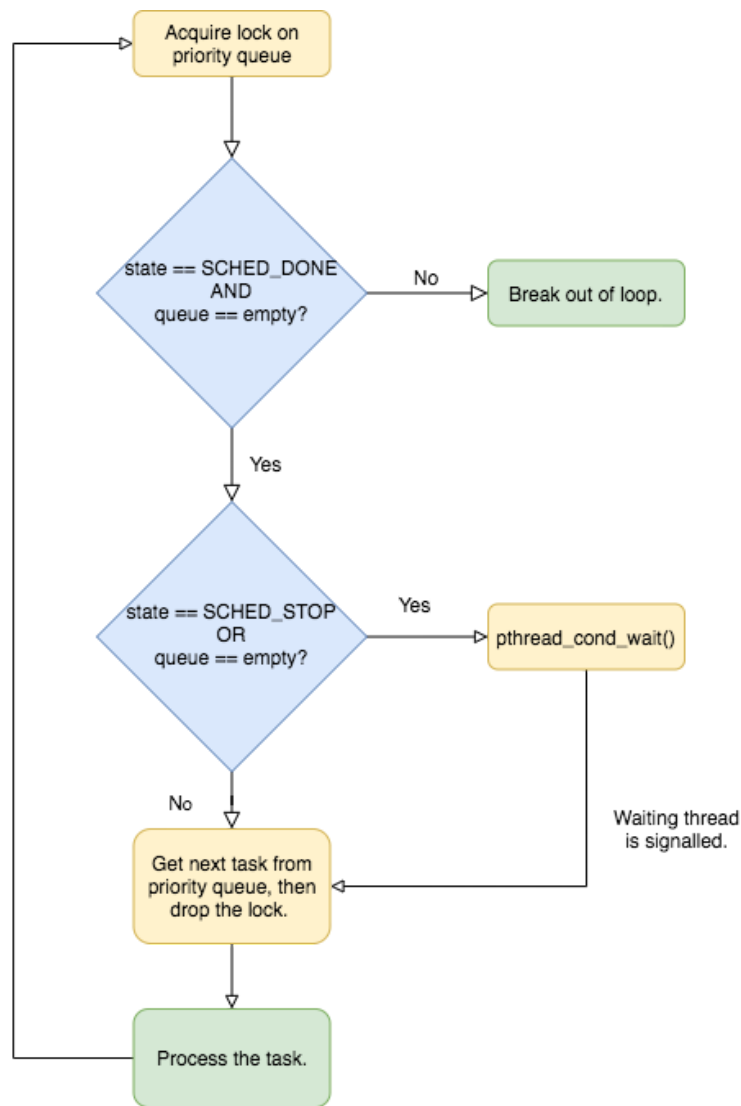 Acquire lock on
priority queue
state == SCHED_DONE
AND
queue == empty?
No
Break out of loop.
Yes
state == SCHED_STOP
OR
queue == empty?
Yes
pthread_cond_wait()
No
Waiting thread
is signalled.
Get next task from
priority queue, then
drop the lock.
Process the task.